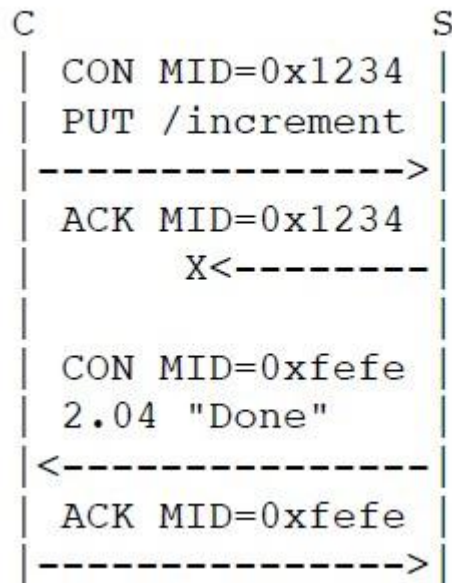 C S
CON MID=0x1234
PUT /increment
--------------->
ACK MID=0x1234
X<--------
CON MID=0xfefe
2.04 "Done"
<---------------
ACK MID=0xfefe
--------------->